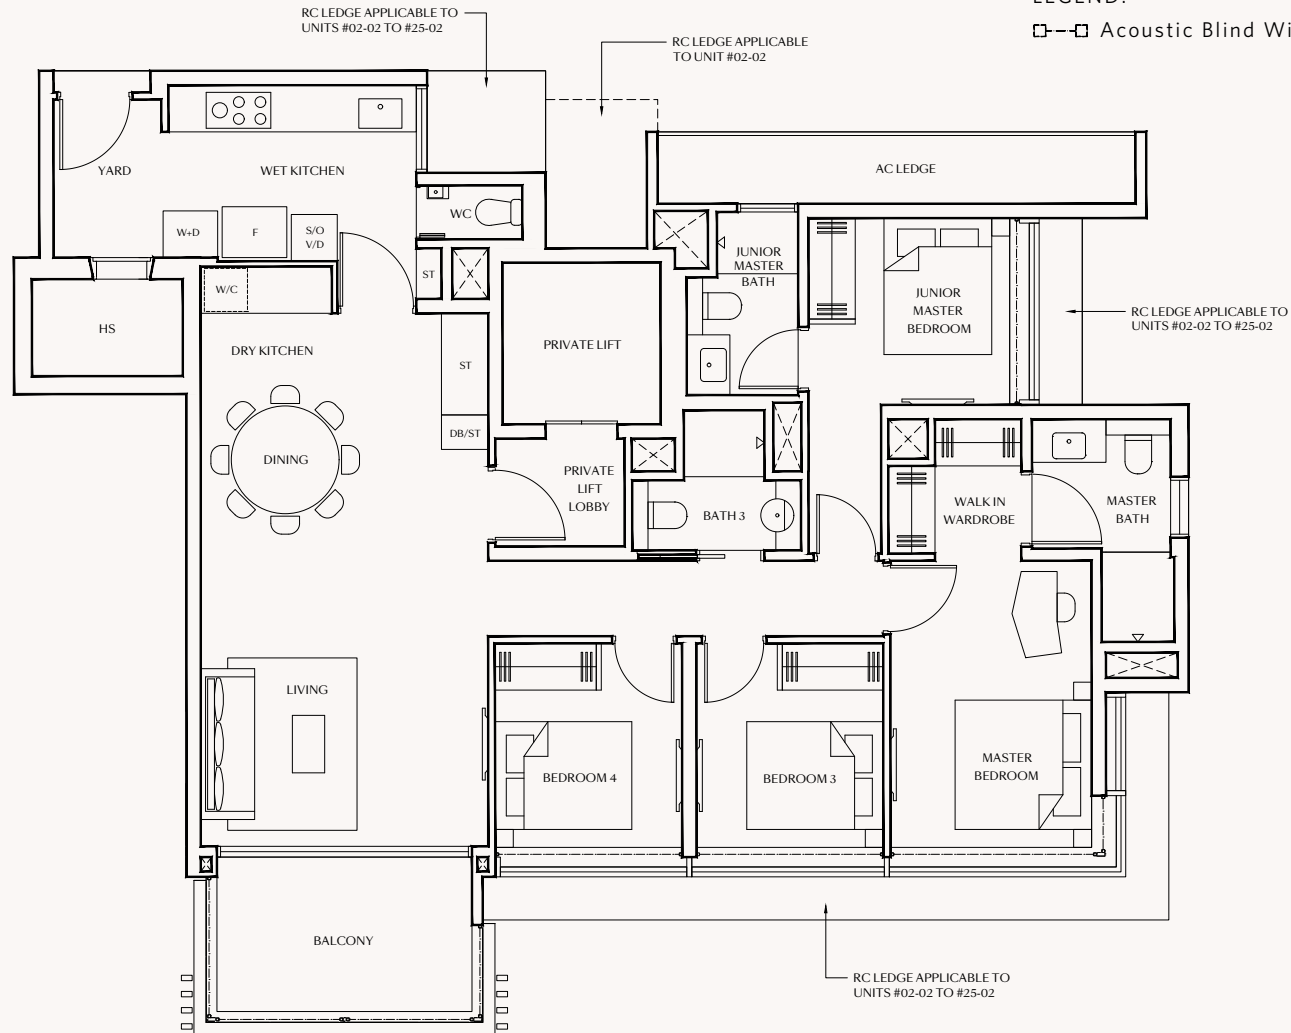 LEGEND:
Acoustic Blind Wi
RC LEDGE APPLICABLE TO
UNITS #02-02 TO #25-02
RC LEDGE APPLICABLE
TO UNIT #02-02
YARD
WET KITCHEN
AC LEDGE
WC
W+D
F
S/O
V/D
ST
W/C
HS
DRY KITCHEN
ST
DB/ST
PRIVATE LIFT
JUNIOR
MASTER
BATH
JUNIOR
MASTER
BEDROOM
RC LEDGE APPLICABLE TO
UNITS #02-02 TO #25-02
DINING
PRIVATE
LIFT
LOBBY
BATH 3
WALK IN
WARDROBE
MASTER
BATH
LIVING
BEDROOM 4
BEDROOM 3
MASTER
BEDROOM
BALCONY
RC LEDGE APPLICABLE TO
UNITS #02-02 TO #25-02